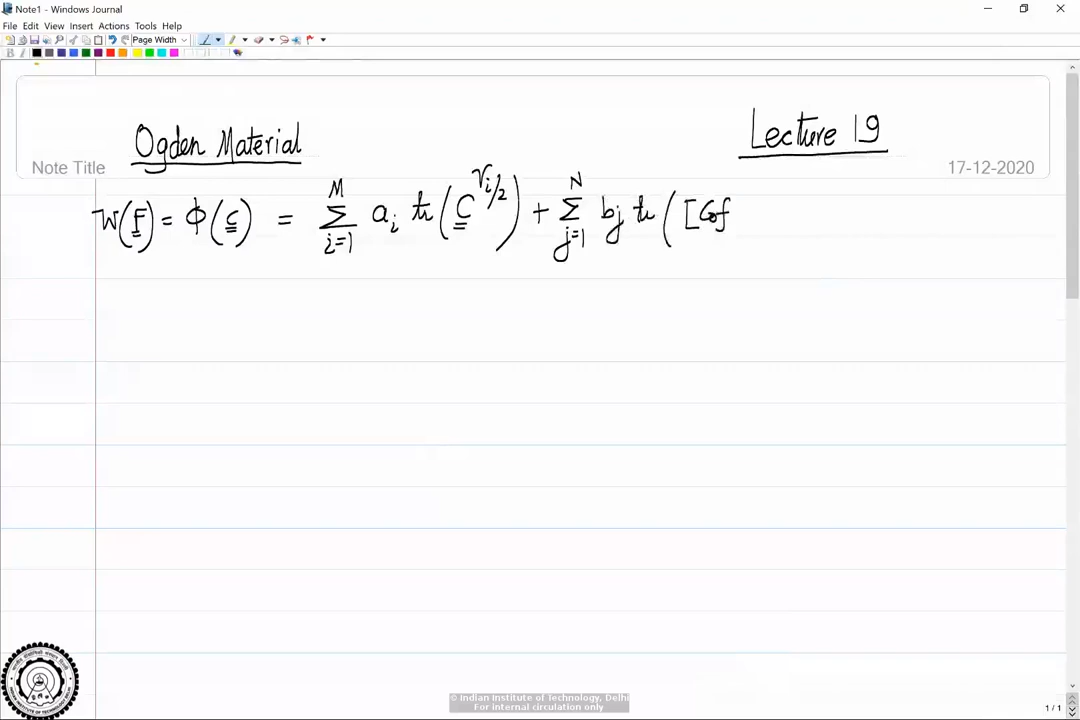 Note1 - Windows Journal
File Edit View Insert Actions Tools Help
Page Width
B I
Ogden Material
Lecture 19
Note Title
17-12-2020
W(F) = Φ(C) = Σ_{i=1}^{M} a_i tr(C^{γ_i/2}) + Σ_{j=1}^{N} b_j tr([Cof
© Indian Institute of Technology, Delhi
For internal circulation only
1 / 1